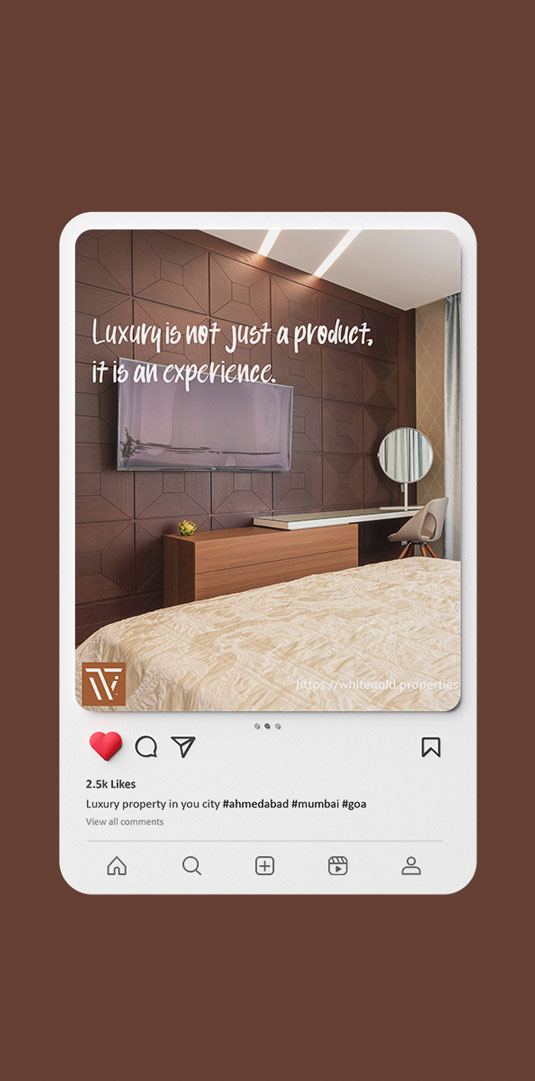 Luxury is not just a product,
it is an experience.
https://whitegold.properties
2.5k Likes
Luxury property in you city #ahmedabad #mumbai #goa
View all comments